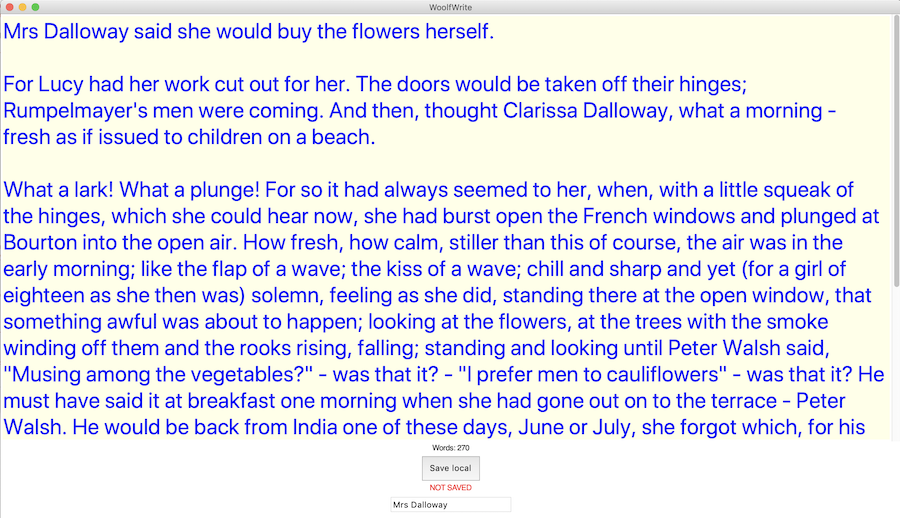 WoolfWrite
Mrs Dalloway said she would buy the flowers herself.
For Lucy had her work cut out for her. The doors would be taken off their hinges;
Rumpelmayer's men were coming. And then, thought Clarissa Dalloway, what a morning -
fresh as if issued to children on a beach.
What a lark! What a plunge! For so it had always seemed to her, when, with a little squeak of
the hinges, which she could hear now, she had burst open the French windows and plunged at
Bourton into the open air. How fresh, how calm, stiller than this of course, the air was in the
early morning; like the flap of a wave; the kiss of a wave; chill and sharp and yet (for a girl of
eighteen as she then was) solemn, feeling as she did, standing there at the open window, that
something awful was about to happen; looking at the flowers, at the trees with the smoke
winding off them and the rooks rising, falling; standing and looking until Peter Walsh said,
"Musing among the vegetables?" - was that it? - "I prefer men to cauliflowers" - was that it? He
must have said it at breakfast one morning when she had gone out on to the terrace - Peter
Walsh. He would be back from India one of these days, June or July, she forgot which, for his
Words: 270
Save local
NOT SAVED
Mrs Dalloway